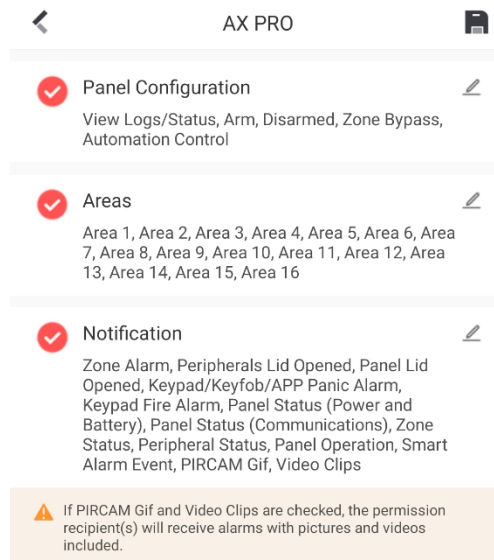 AX PRO
Panel Configuration
View Logs/Status, Arm, Disarmed, Zone Bypass,
Automation Control
Areas
Area 1, Area 2, Area 3, Area 4, Area 5, Area 6, Area
7, Area 8, Area 9, Area 10, Area 11, Area 12, Area
13, Area 14, Area 15, Area 16
Notification
Zone Alarm, Peripherals Lid Opened, Panel Lid
Opened, Keypad/Keyfob/APP Panic Alarm,
Keypad Fire Alarm, Panel Status (Power and
Battery), Panel Status (Communications), Zone
Status, Peripheral Status, Panel Operation, Smart
Alarm Event, PIRCAM Gif, Video Clips
If PIRCAM Gif and Video Clips are checked, the permission
recipient(s) will receive alarms with pictures and videos
included.